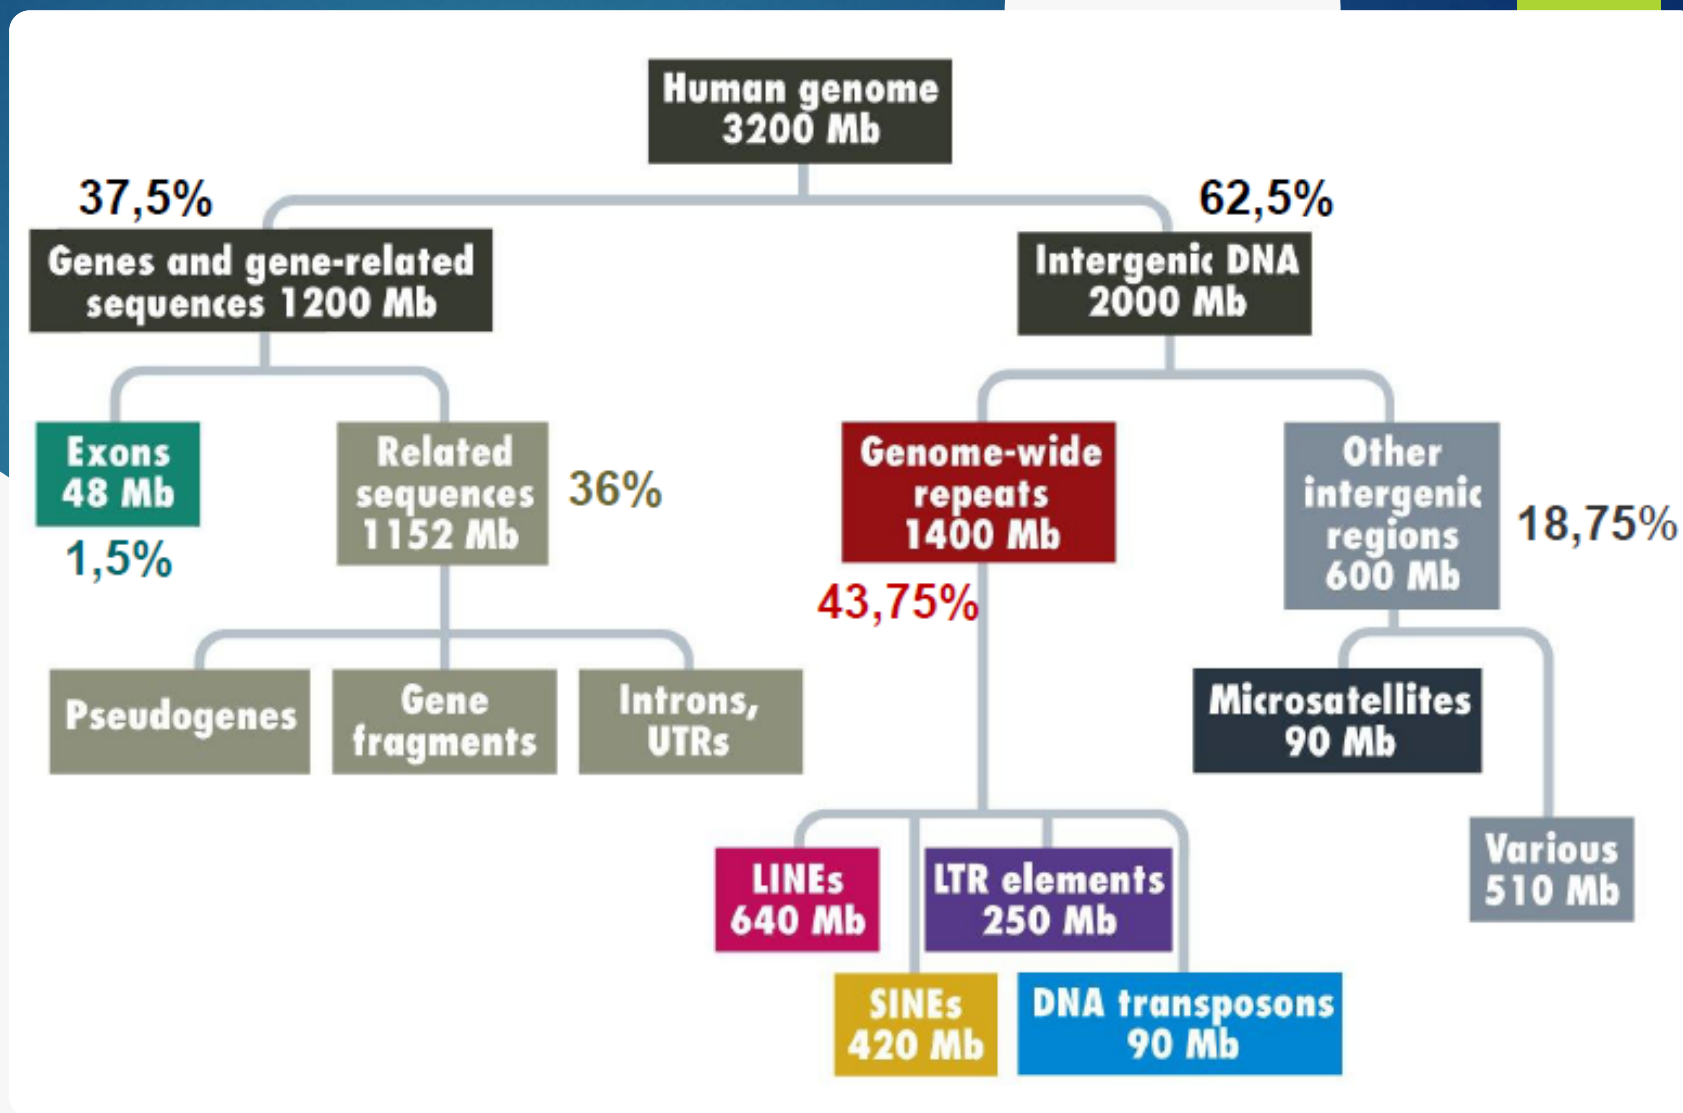 Human genome
3200 Mb
37,5%
62,5%
Genes and gene-related
sequences 1200 Mb
Intergenic DNA
2000 Mb
Exons
48 Mb
1,5%
Related
sequences
1152 Mb
36%
Genome-wide
repeats
1400 Mb
43,75%
Other
intergenic
regions
600 Mb
18,75%
Pseudogenes
Gene
fragments
Introns,
UTRs
Microsatellites
90 Mb
LINEs
640 Mb
LTR elements
250 Mb
Various
510 Mb
SINEs
420 Mb
DNA transposons
90 Mb